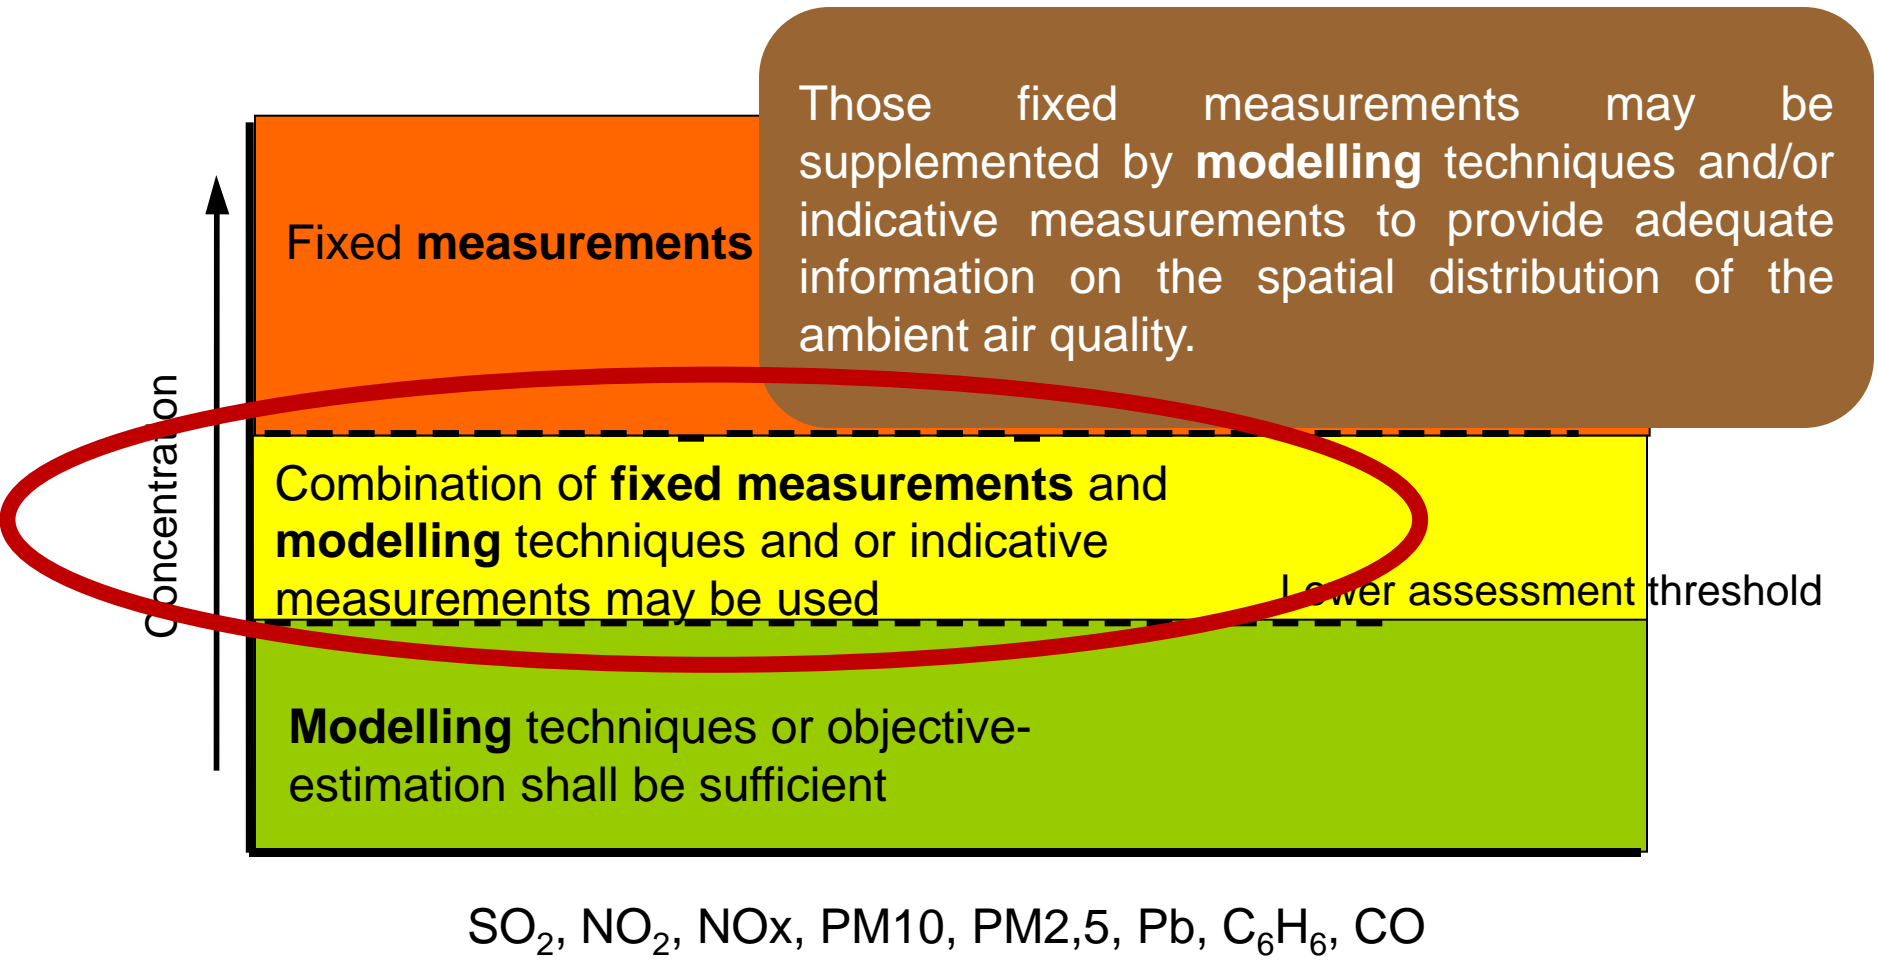 Those fixed measurements may be
supplemented by modelling techniques and/or
indicative measurements to provide adequate
information on the spatial distribution of the
ambient air quality.
Fixed measurements
Concentration
Combination of fixed measurements and
modelling techniques and or indicative
measurements may be used
Lower assessment threshold
Modelling techniques or objective-
estimation shall be sufficient
SO₂, NO₂, NOx, PM10, PM2,5, Pb, C₆H₆, CO